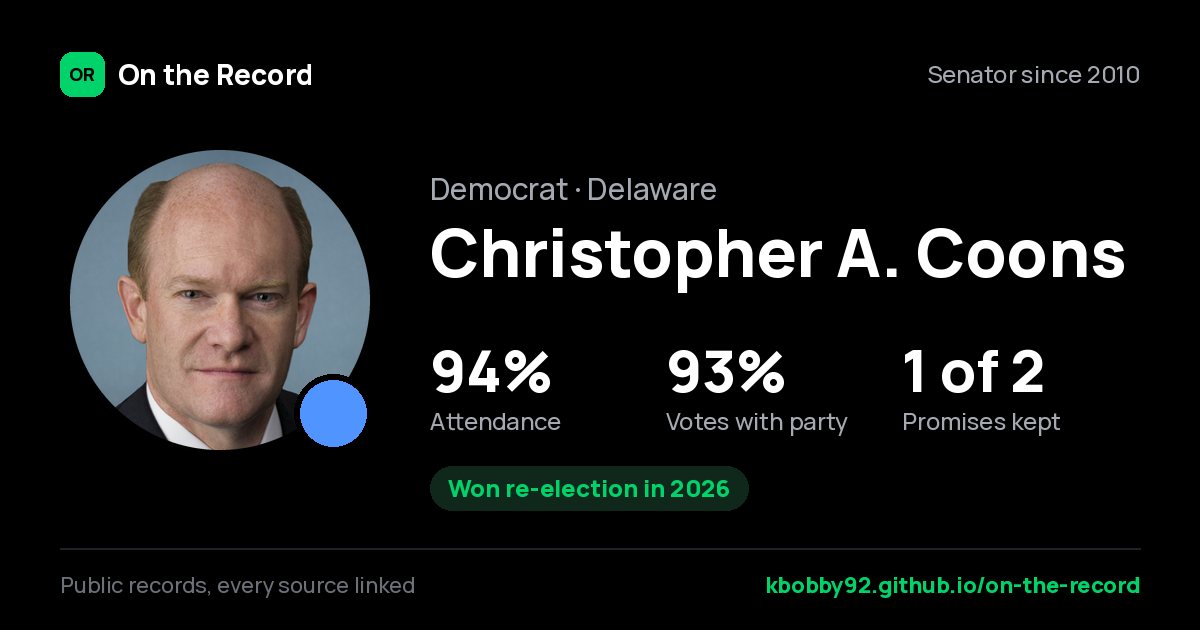 OR On the Record
Senator since 2010
Democrat · Delaware
Christopher A. Coons
94% 93% 1 of 2
Attendance Votes with party Promises kept
Won re-election in 2026
Public records, every source linked
kbobby92.github.io/on-the-record